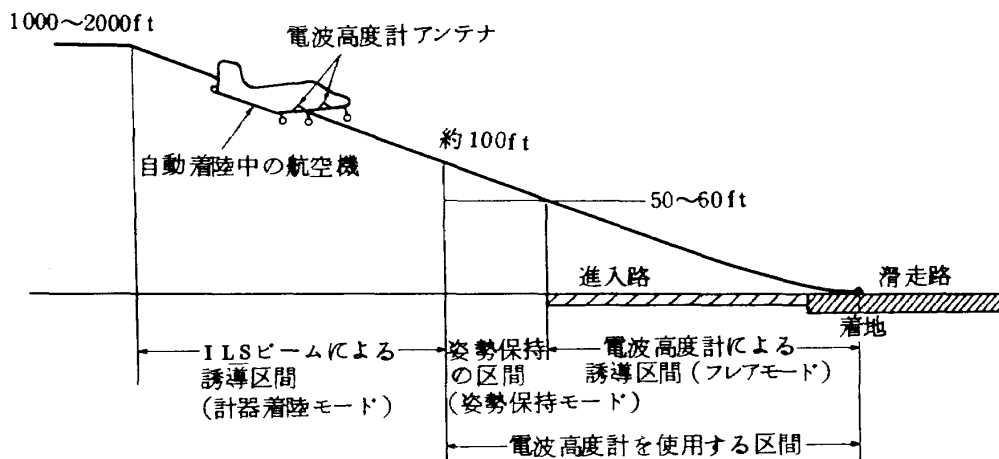 1000～2000ft
電波高度計アンテナ
自動着陸中の航空機
約100ft
50～60ft
進入路
滑走路
着地
ILSビームによる
誘導区間
(計器着陸モード)
姿勢保持
の区間
(姿勢保持モード)
電波高度計による
誘導区間(フレアモード)
電波高度計を使用する区間